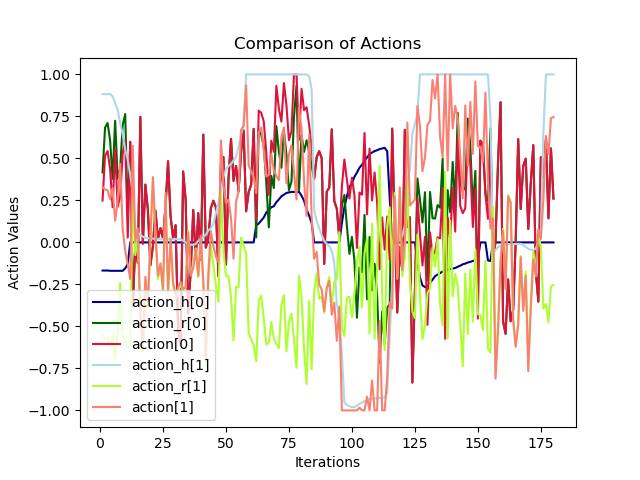 Comparison of Actions
Action Values
1.00
0.75
0.50
0.25
0.00
−0.25
−0.50
−0.75
−1.00
action_h[0]
action_r[0]
action[0]
action_h[1]
action_r[1]
action[1]
0 25 50 75 100 125 150 175
Iterations